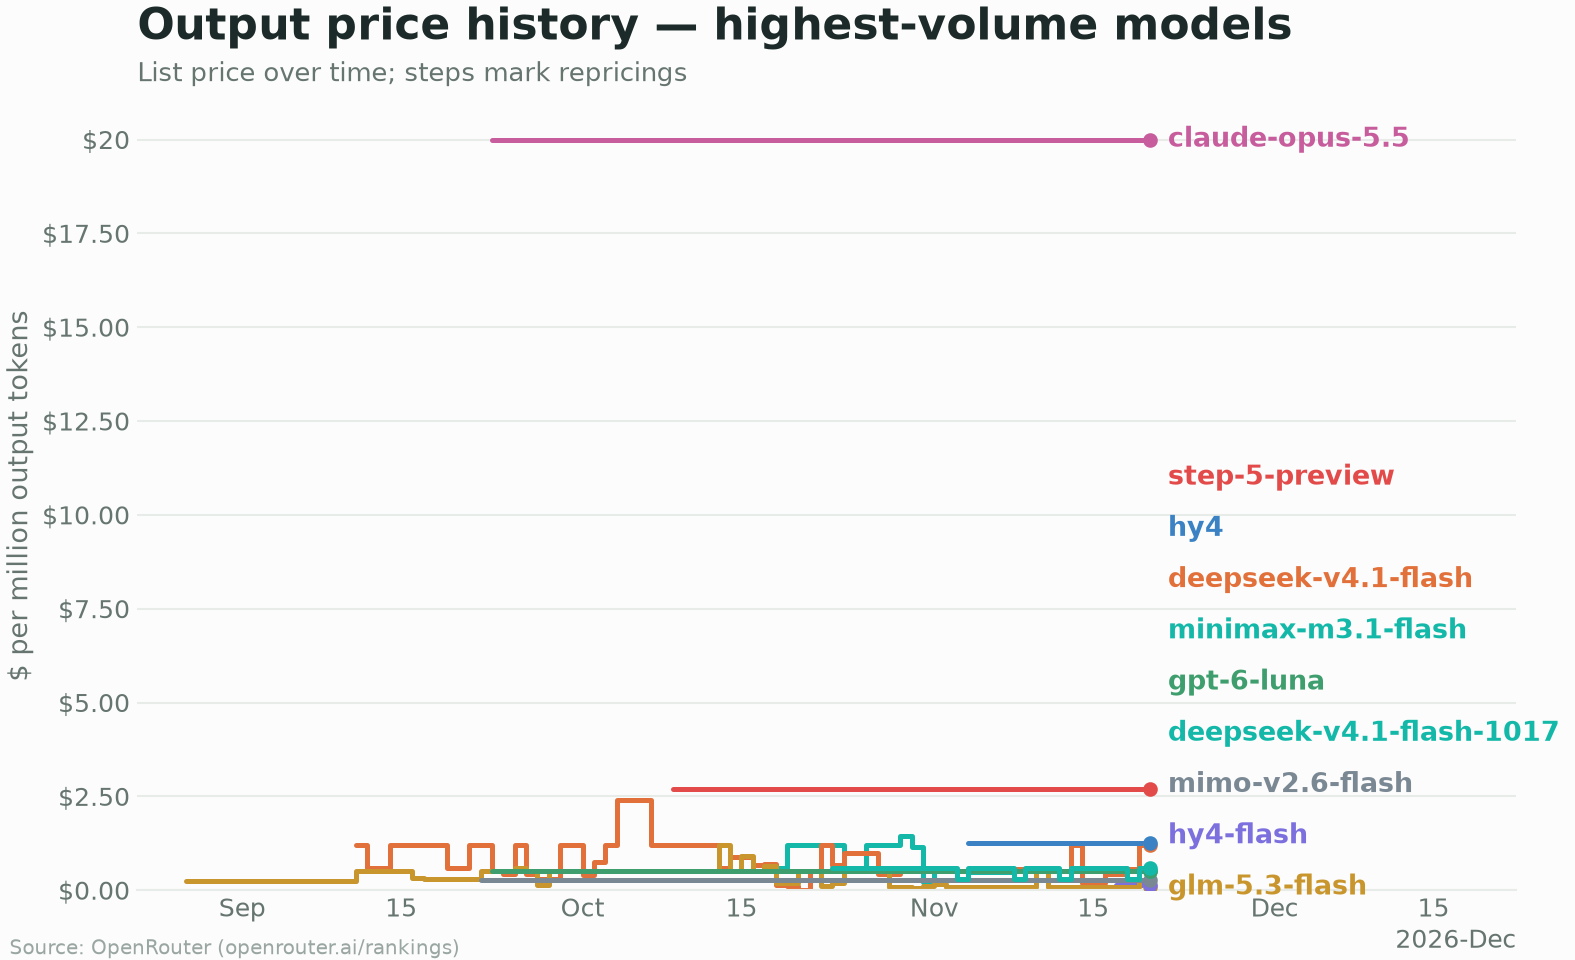 Output price history — highest-volume models
List price over time; steps mark repricings
$ per million output tokens
$20
$17.50
$15.00
$12.50
$10.00
$7.50
$5.00
$2.50
$0.00
claude-opus-5.5
step-5-preview
hy4
deepseek-v4.1-flash
minimax-m3.1-flash
gpt-6-luna
deepseek-v4.1-flash-1017
mimo-v2.6-flash
hy4-flash
glm-5.3-flash
Sep 15 Oct 15 Nov 15 Dec 15
2026-Dec
Source: OpenRouter (openrouter.ai/rankings)